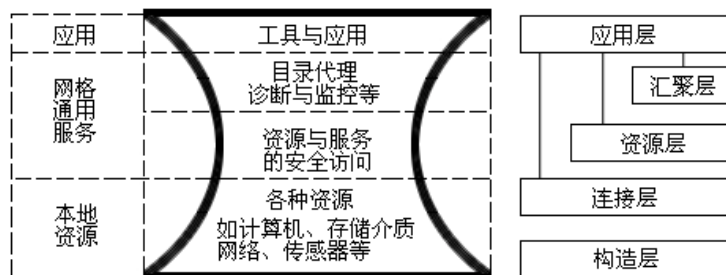 应用
工具与应用
应用层
网格
通用
服务
目录代理
诊断与监控等
汇聚层
资源与服务
的安全访问
资源层
本地
资源
各种资源
如计算机、存储介质
网络、传感器等
连接层
构造层